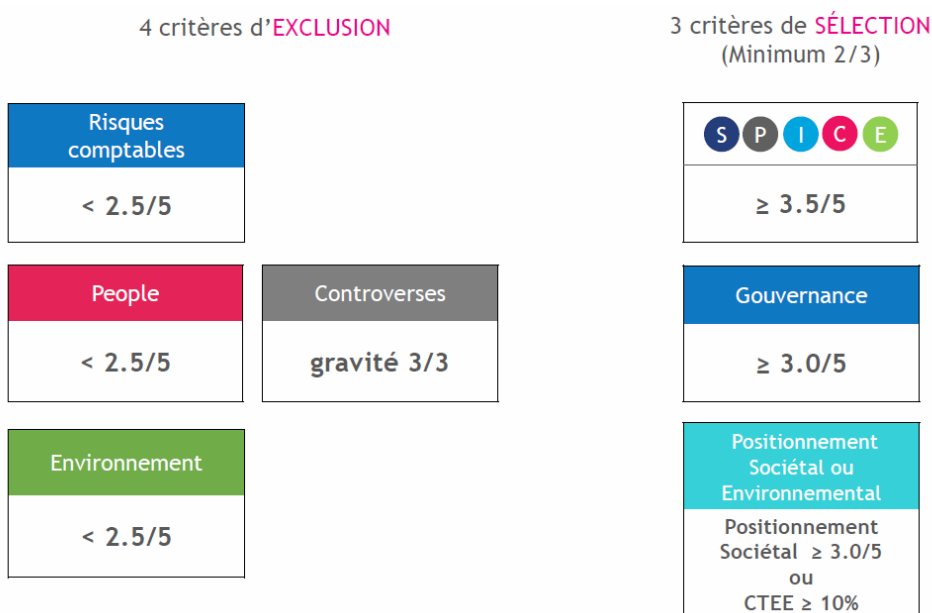 4 critères d’EXCLUSION
Risques
comptables
< 2.5/5
People
< 2.5/5
Controverses
gravité 3/3
Environnement
< 2.5/5
3 critères de SÉLECTION
(Minimum 2/3)
S P I C E
≥ 3.5/5
Gouvernance
≥ 3.0/5
Positionnement
Sociétal ou
Environnemental
Positionnement
Sociétal ≥ 3.0/5
ou
CTEE ≥ 10%